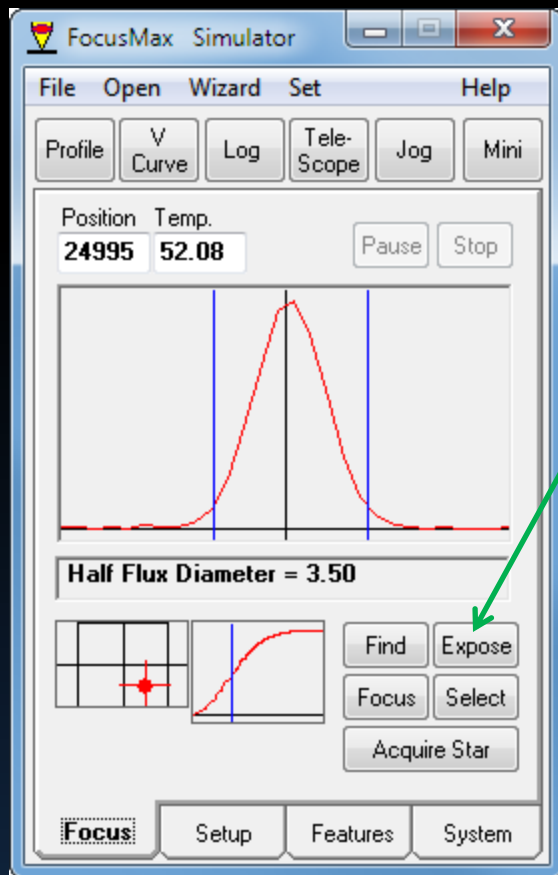 FocusMax Simulator
File Open Wizard Set Help
Profile V Curve Log Tele-Scope Jog Mini
Position Temp.
24995 52.08 Pause Stop
Half Flux Diameter = 3.50
Find Expose
Focus Select
Acquire Star
Focus Setup Features System